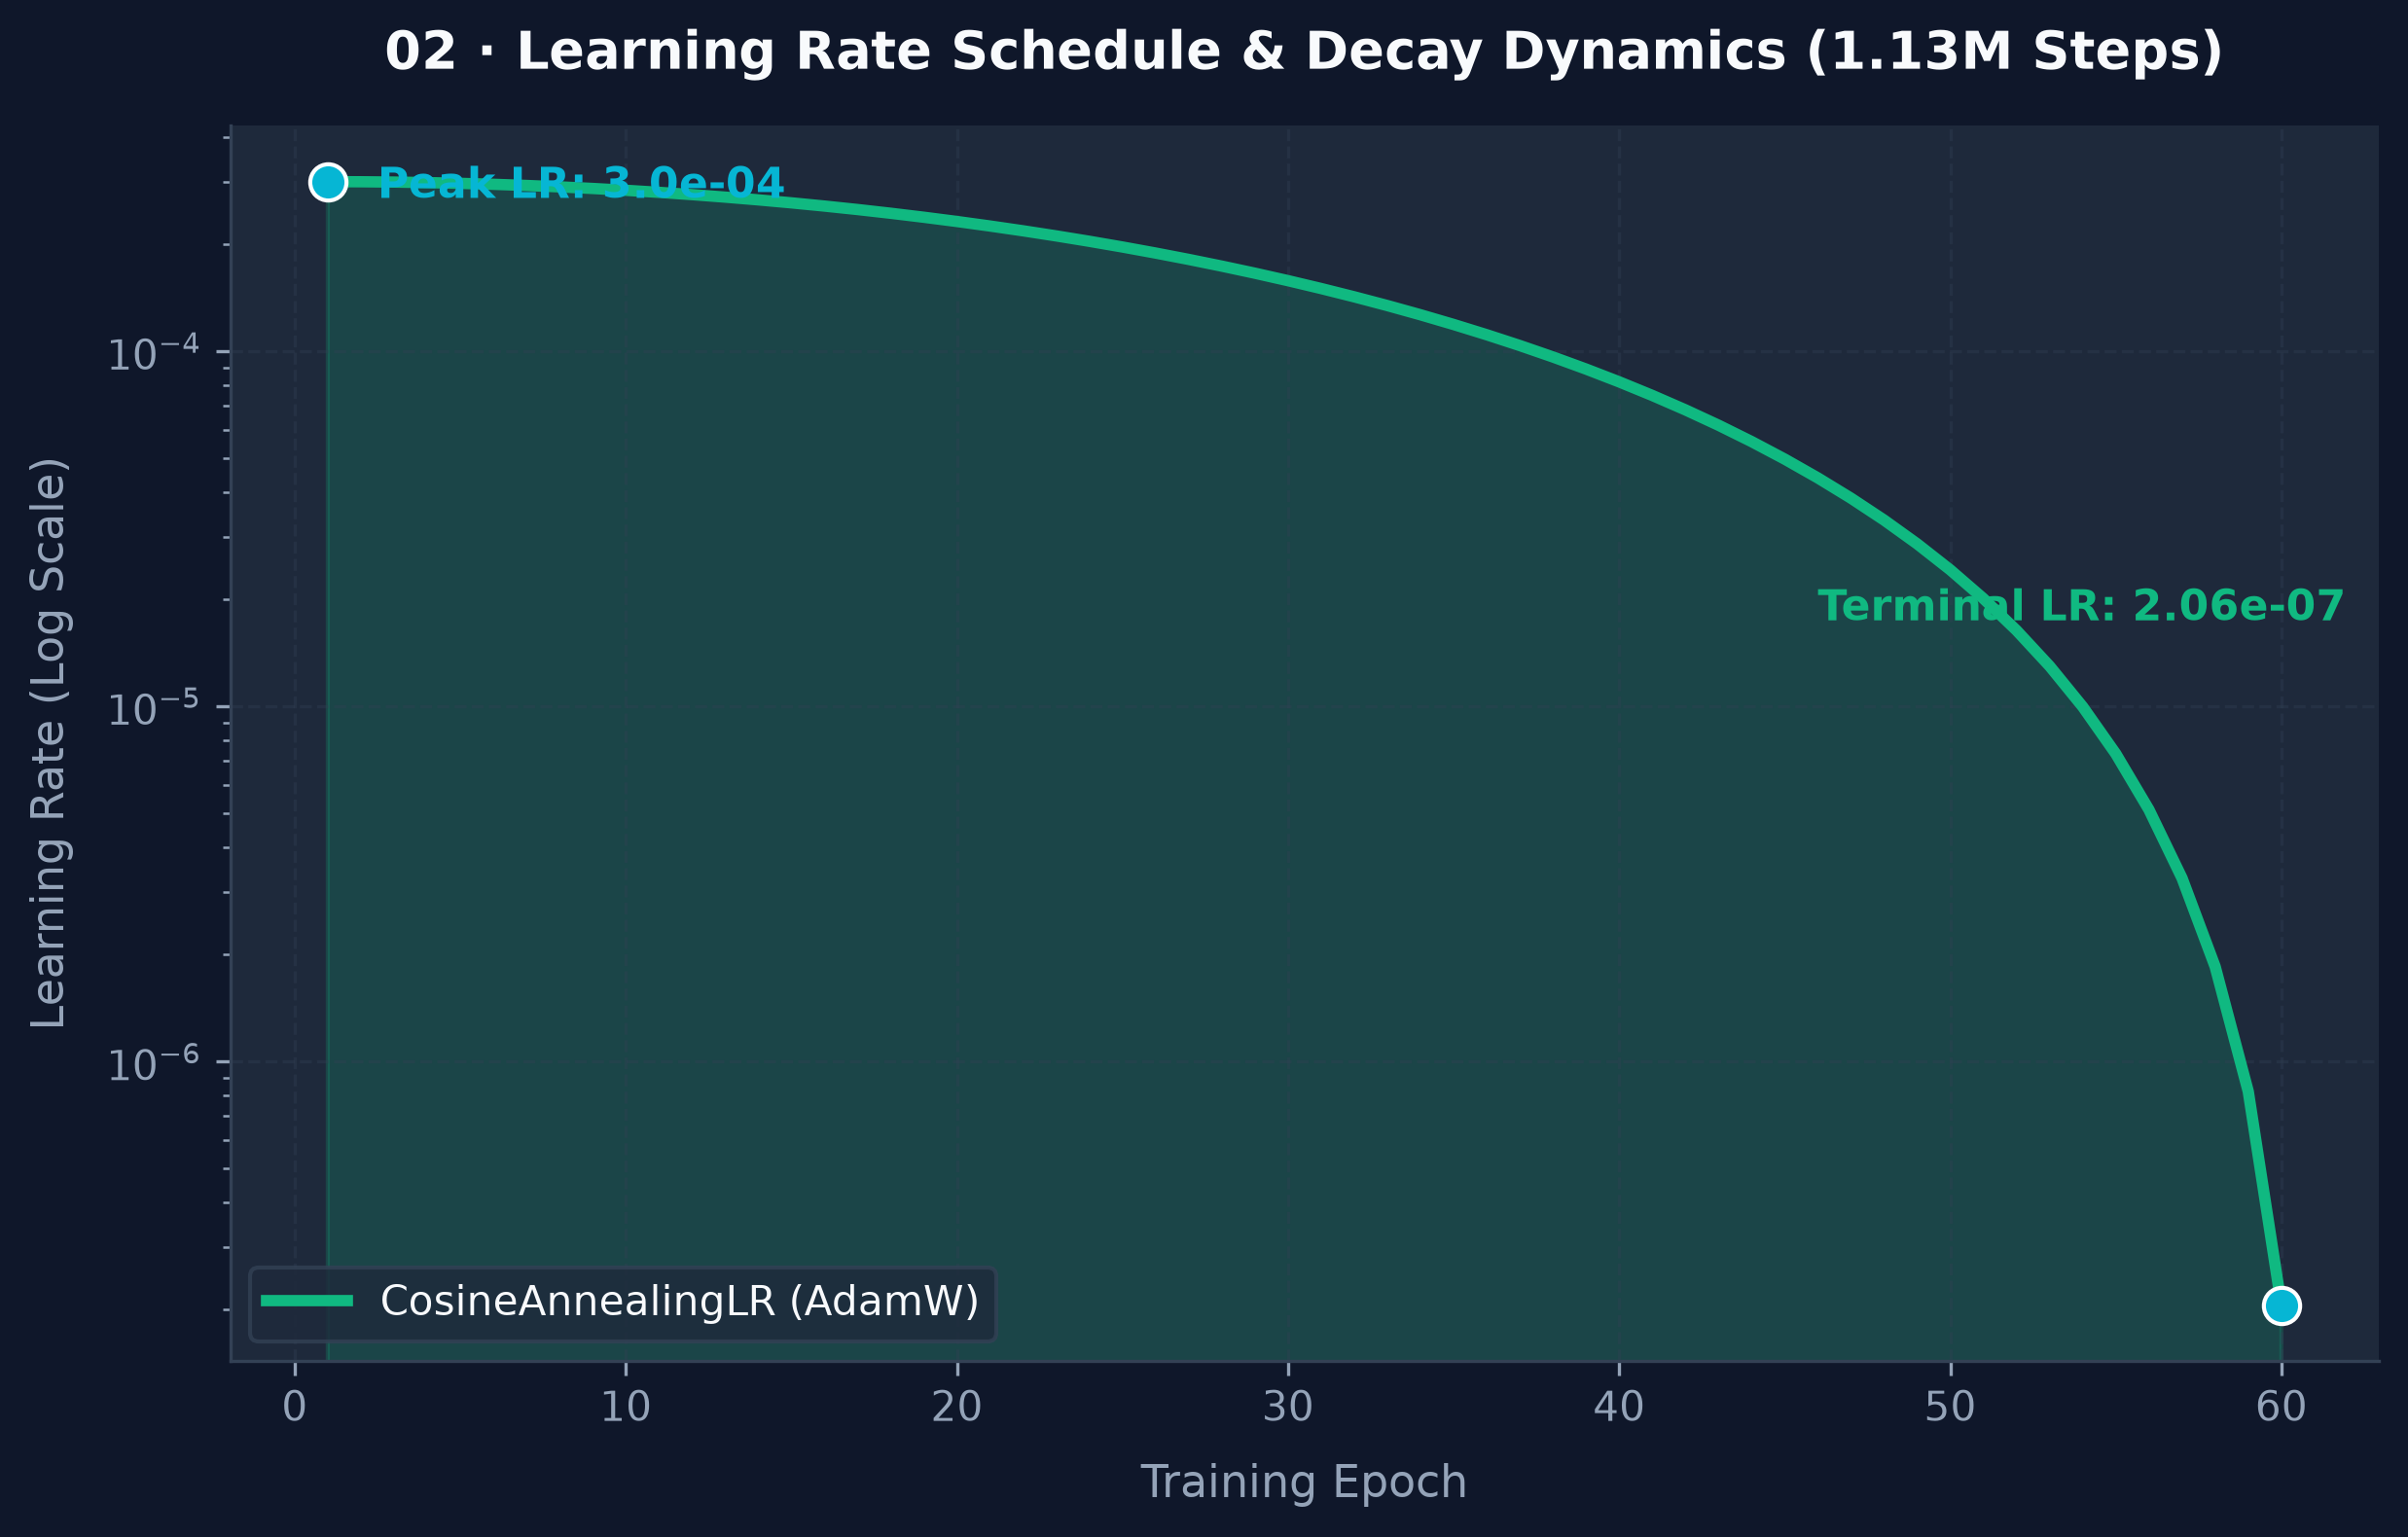 02 · Learning Rate Schedule & Decay Dynamics (1.13M Steps)
Peak LR: 3.0e-04
Terminal LR: 2.06e-07
Learning Rate (Log Scale)
10⁻⁴
10⁻⁵
10⁻⁶
CosineAnnealingLR (AdamW)
0 10 20 30 40 50 60
Training Epoch